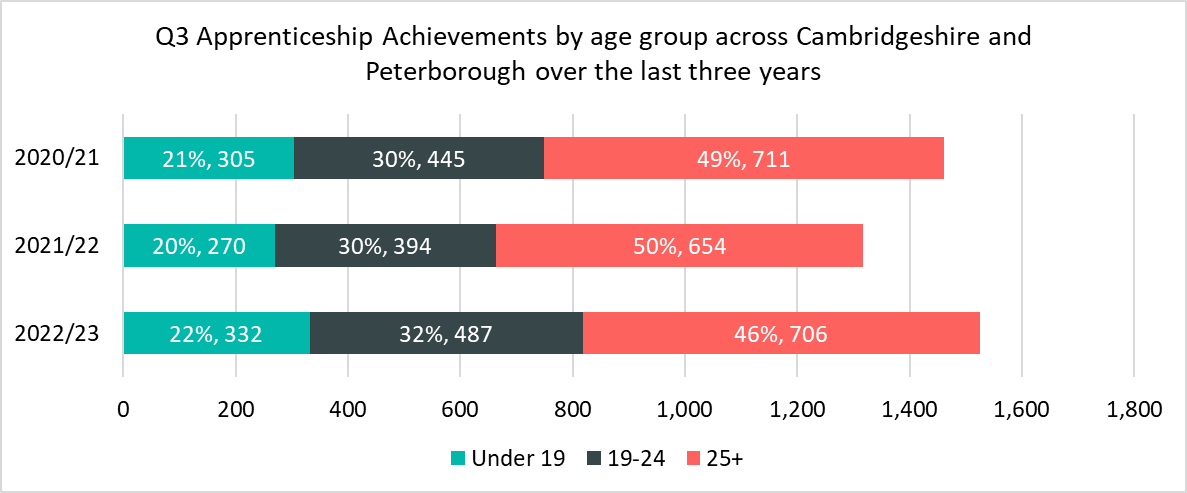 Q3 Apprenticeship Achievements by age group across Cambridgeshire and
Peterborough over the last three years
2020/21 21%, 305 30%, 445 49%, 711
2021/22 20%, 270 30%, 394 50%, 654
2022/23 22%, 332 32%, 487 46%, 706
0 200 400 600 800 1,000 1,200 1,400 1,600 1,800
Under 19 19-24 25+